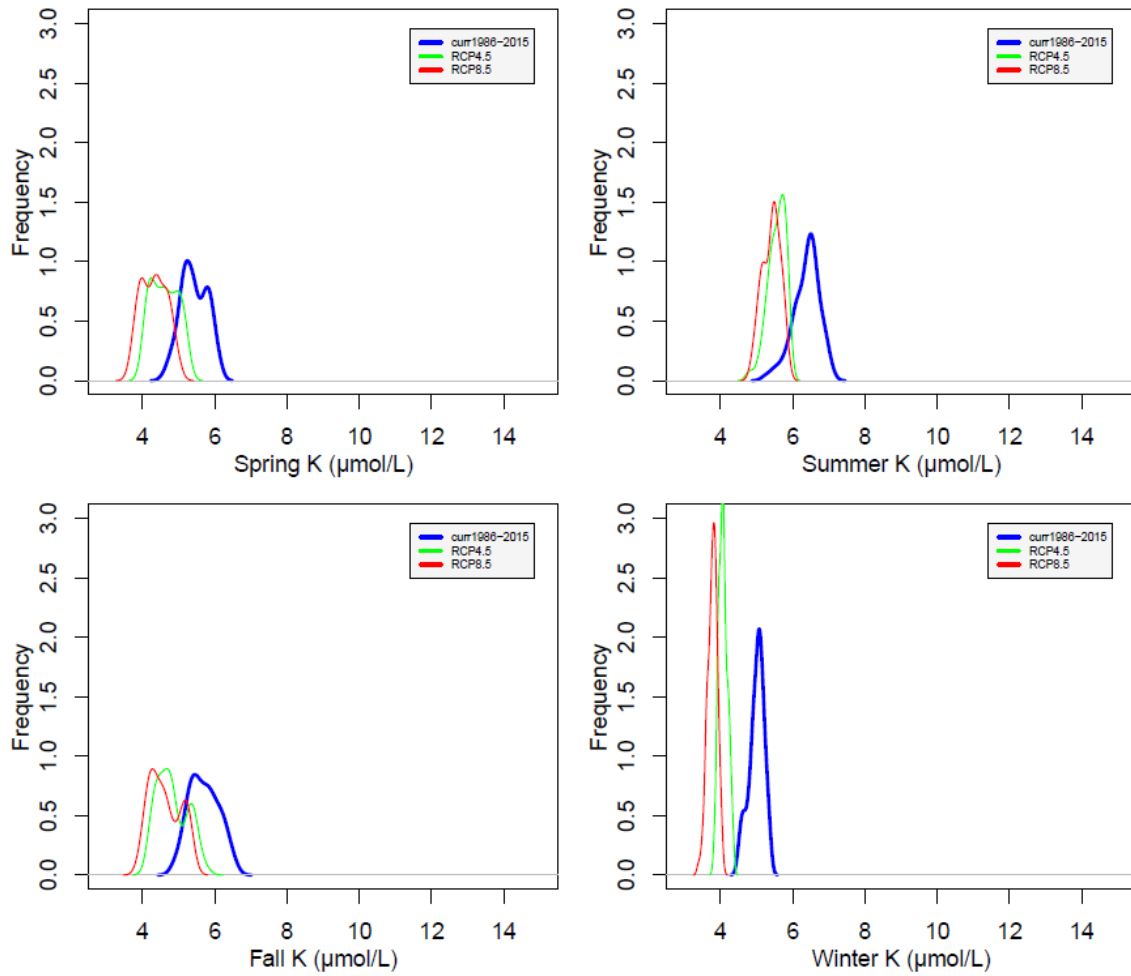 3.0
2.5
2.0
1.5
1.0
0.5
0.0
Frequency
curr1986-2015
RCP4.5
RCP8.5
4 6 8 10 12 14
Spring K (µmol/L)
3.0
2.5
2.0
1.5
1.0
0.5
0.0
Frequency
curr1986-2015
RCP4.5
RCP8.5
4 6 8 10 12 14
Summer K (µmol/L)
3.0
2.5
2.0
1.5
1.0
0.5
0.0
Frequency
curr1986-2015
RCP4.5
RCP8.5
4 6 8 10 12 14
Fall K (µmol/L)
3.0
2.5
2.0
1.5
1.0
0.5
0.0
Frequency
curr1986-2015
RCP4.5
RCP8.5
4 6 8 10 12 14
Winter K (µmol/L)